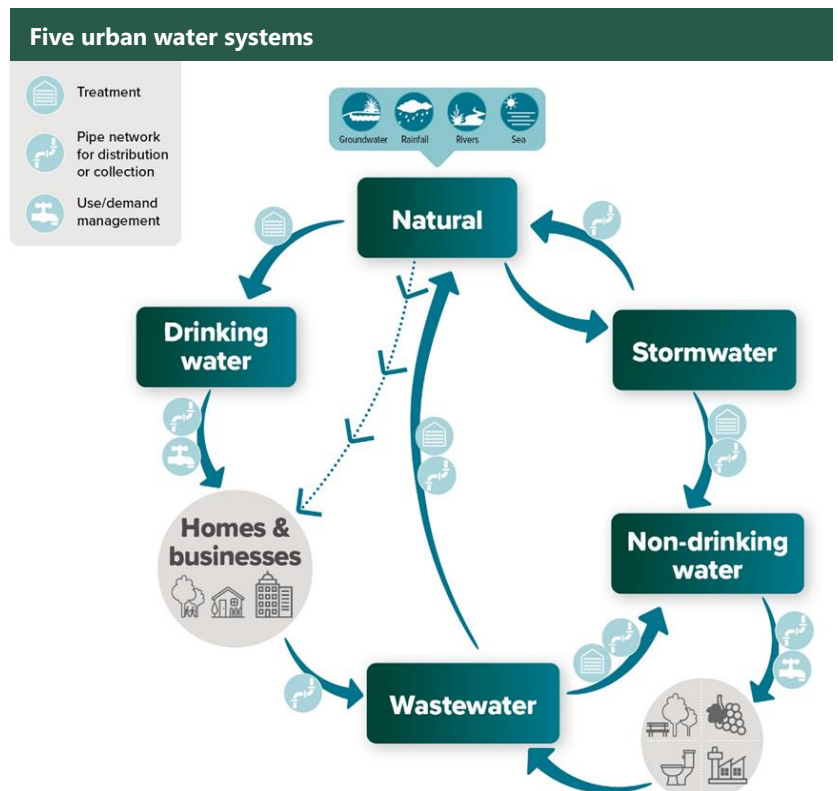 Five urban water systems
Treatment
Pipe network
for distribution
or collection
Use/demand
management
Groundwater
Rainfall
Rivers
Sea
Natural
Drinking
water
Stormwater
Homes &
businesses
Non-drinking
water
Wastewater